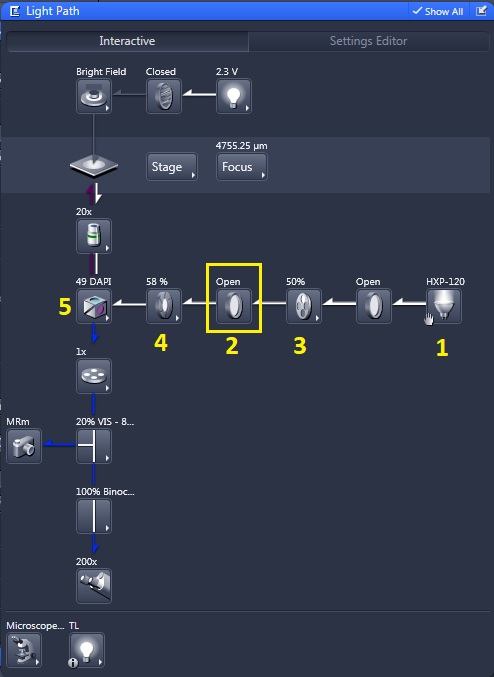 Light Path
Show All
Interactive
Settings Editor
Bright Field
Closed
2.3 V
4755.25 µm
Stage
Focus
20x
49 DAPI
58 %
Open
50%
Open
HXP-120
5
4
2
3
1
1x
MRm
20% VIS - 8...
100% Binoc...
200x
Microscope...
TL